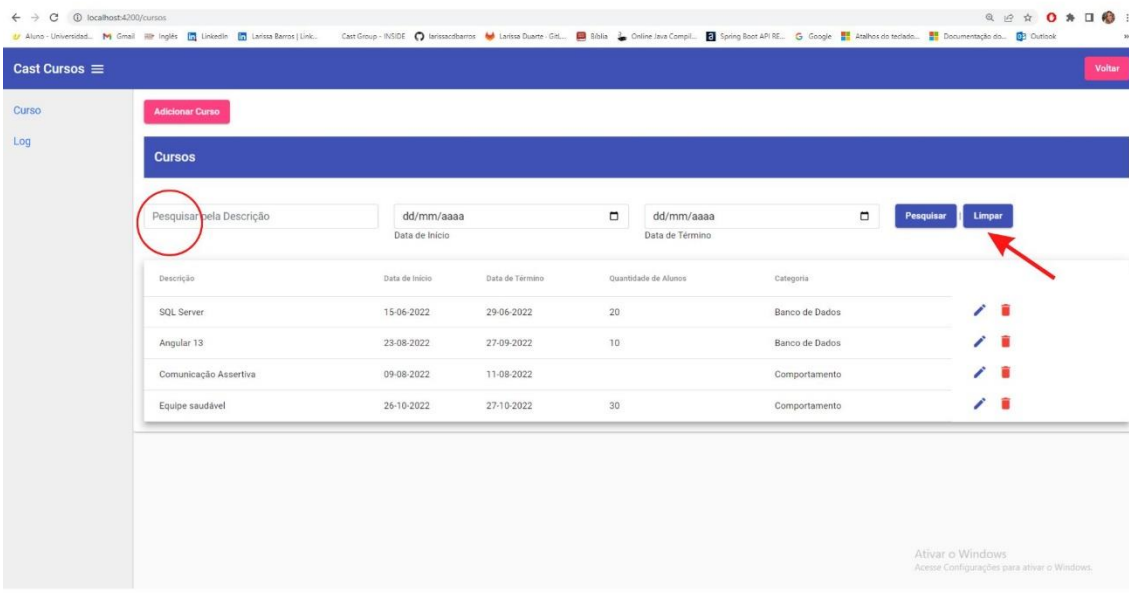 localhost:4200/cursos
Aluno - Universidad... Gmail Inglês LinkedIn Larissa Barros | Link... Cast Group - INSIDE larissacdbarros Larissa Duarte · GitL... Bíblia Online Java Compil... Spring Boot API RE... Google Atalhos do teclado... Documentação do... Outlook
Cast Cursos Voltar
Curso
Log
Adicionar Curso
Cursos
Pesquisar pela Descrição dd/mm/aaaa dd/mm/aaaa Pesquisar | Limpar
Data de Início Data de Término
Descrição Data de Início Data de Término Quantidade de Alunos Categoria
SQL Server 15-06-2022 29-06-2022 20 Banco de Dados
Angular 13 23-08-2022 27-09-2022 10 Banco de Dados
Comunicação Assertiva 09-08-2022 11-08-2022 Comportamento
Equipe saudável 26-10-2022 27-10-2022 30 Comportamento
Ativar o Windows
Acesse Configurações para ativar o Windows.